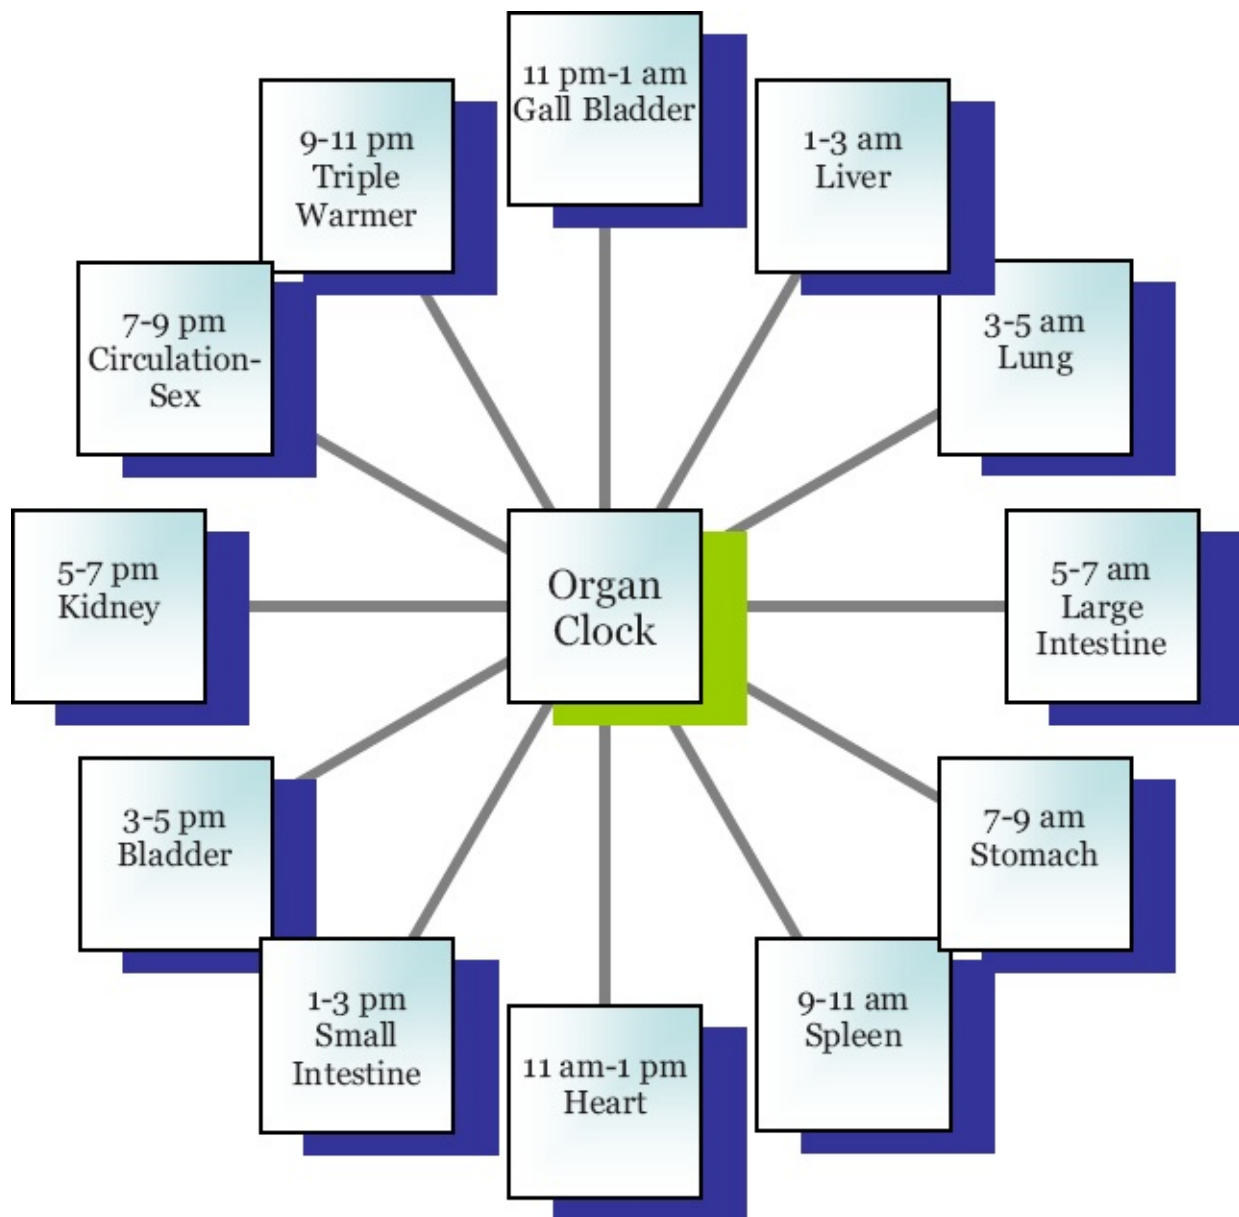 11 pm-1 am
Gall Bladder
1-3 am
Liver
3-5 am
Lung
5-7 am
Large
Intestine
7-9 am
Stomach
9-11 am
Spleen
11 am-1 pm
Heart
1-3 pm
Small
Intestine
3-5 pm
Bladder
5-7 pm
Kidney
7-9 pm
Circulation-
Sex
9-11 pm
Triple
Warmer
Organ
Clock